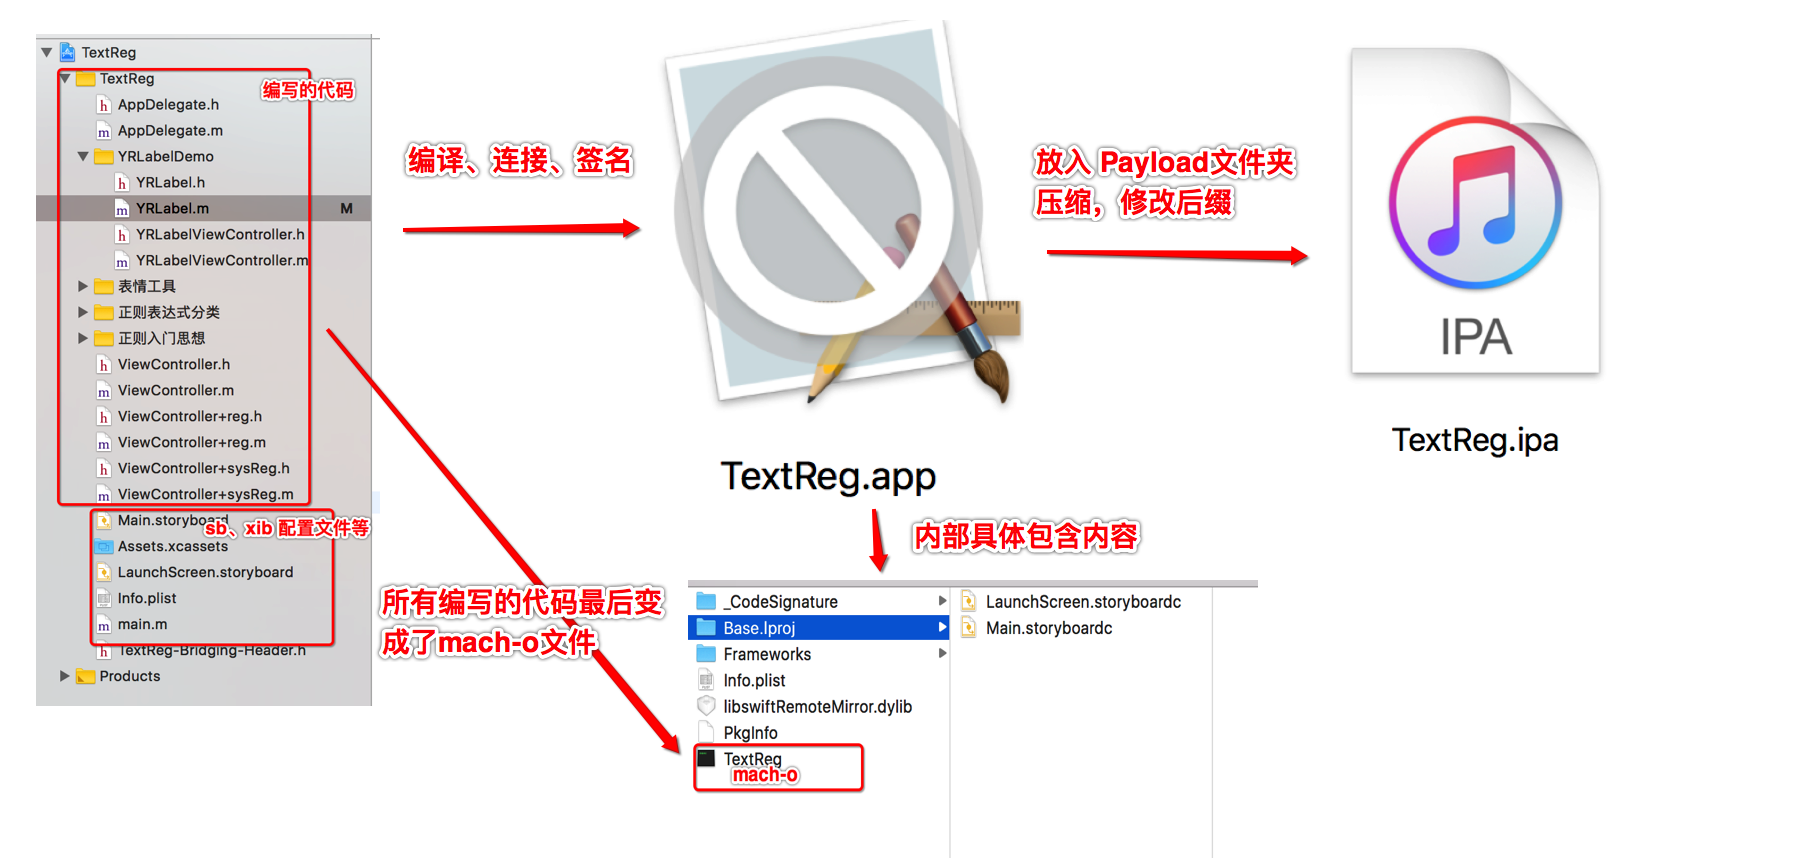 TextReg
TextReg
编写的代码
AppDelegate.h
AppDelegate.m
YRLabelDemo
YRLabel.h
YRLabel.m
M
YRLabelViewController.h
YRLabelViewController.m
表情工具
正则表达式分类
正则入门思想
ViewController.h
ViewController.m
ViewController+reg.h
ViewController+reg.m
ViewController+sysReg.h
ViewController+sysReg.m
Main.storyboard
sb、xib 配置文件等
Assets.xcassets
LaunchScreen.storyboard
Info.plist
main.m
TextReg-Bridging-Header.h
Products
编译、连接、签名
放入 Payload文件夹
压缩，修改后缀
IPA
TextReg.ipa
TextReg.app
内部具体包含内容
所有编写的代码最后变
成了mach-o文件
_CodeSignature
Base.lproj
Frameworks
Info.plist
libswiftRemoteMirror.dylib
PkgInfo
TextReg
mach-o
LaunchScreen.storyboardc
Main.storyboardc